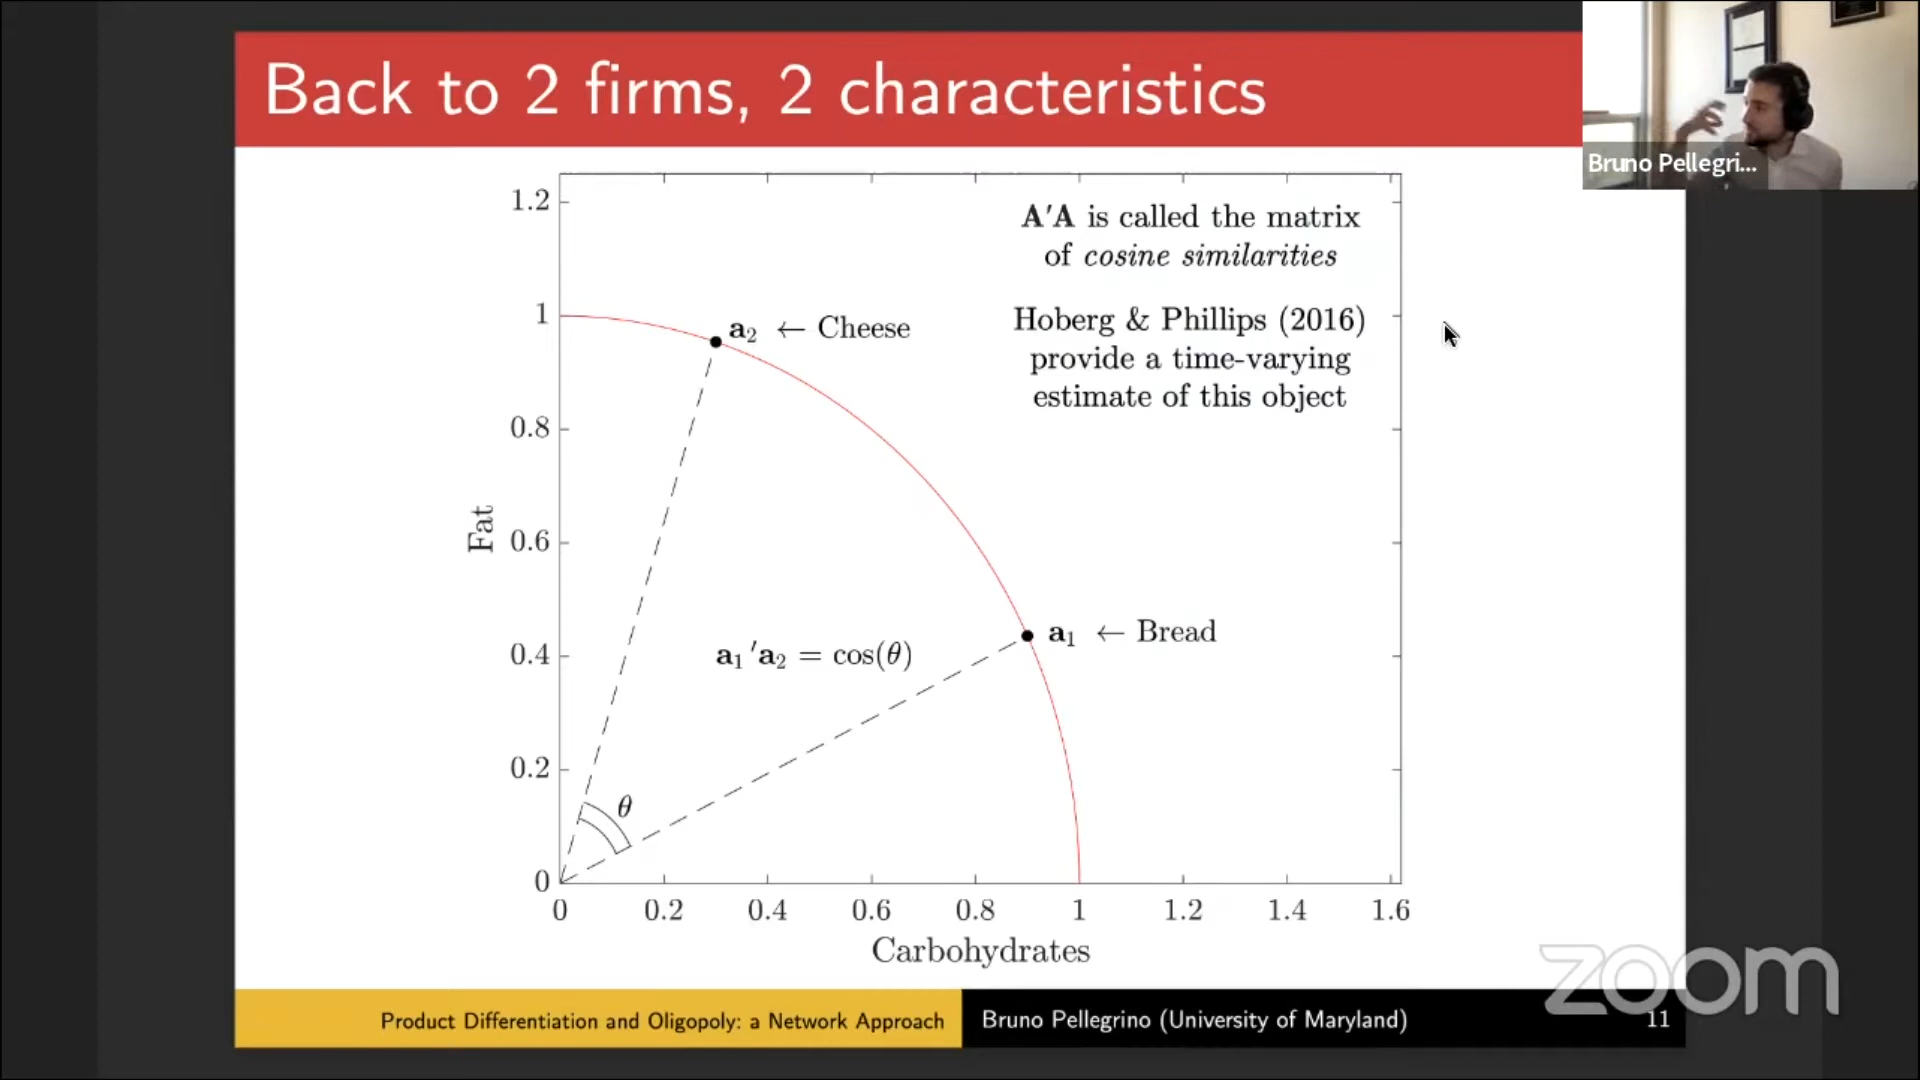 Back to 2 firms, 2 characteristics
Bruno Pellegri...
1.2
1
0.8
0.6
0.4
0.2
0
Fat
A′A is called the matrix
of cosine similarities
Hoberg & Phillips (2016)
provide a time-varying
estimate of this object
a₂ ← Cheese
a₁ ← Bread
a₁′a₂ = cos(θ)
θ
0 0.2 0.4 0.6 0.8 1 1.2 1.4 1.6
Carbohydrates
zoom
Product Differentiation and Oligopoly: a Network Approach
Bruno Pellegrino (University of Maryland)
11